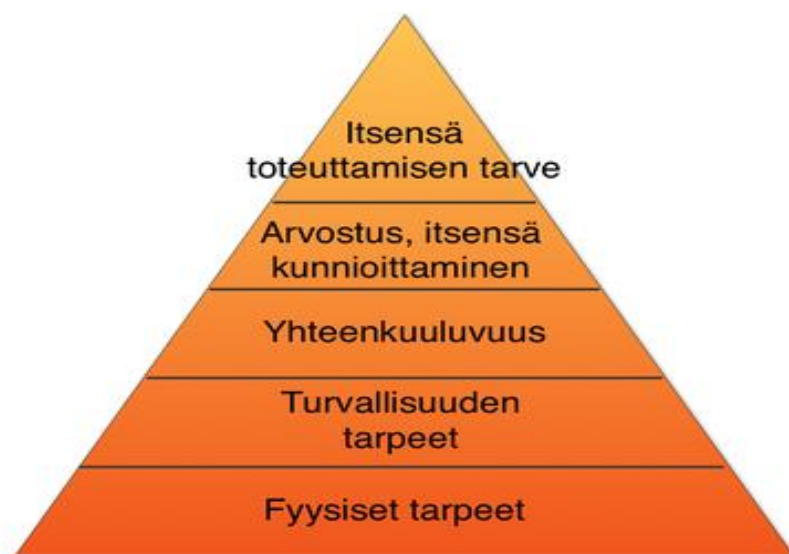 Itsensä
toteuttamisen tarve
Arvostus, itsensä
kunnioittaminen
Yhteenkuuluvuus
Turvallisuuden
tarpeet
Fyysiset tarpeet